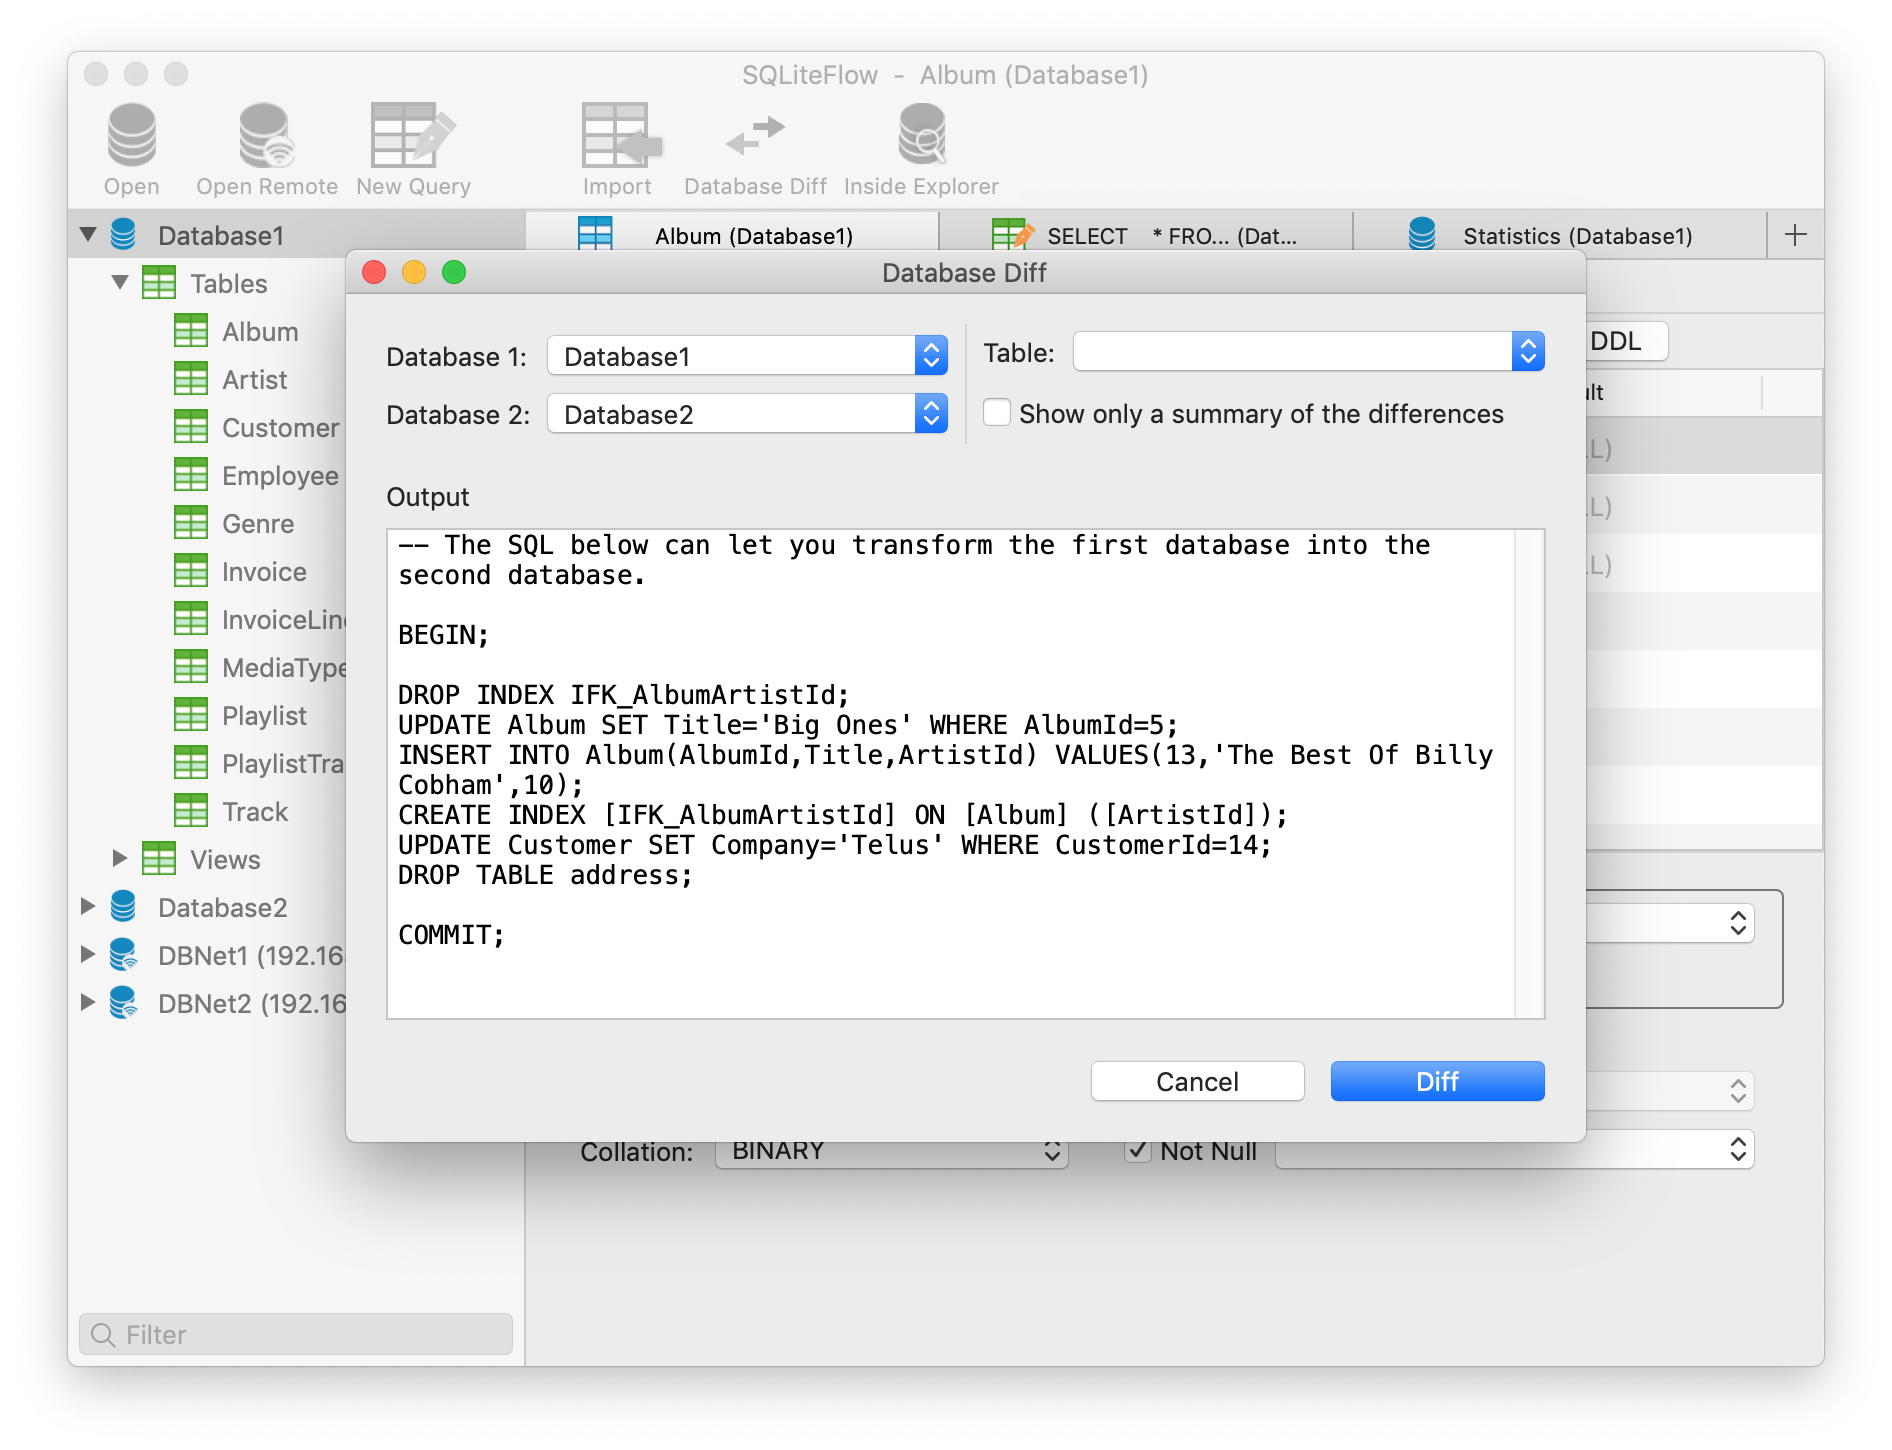 SQLiteFlow - Album (Database1)
Open
Open Remote
New Query
Import
Database Diff
Inside Explorer
Database1
Album (Database1)
SELECT * FRO... (Dat...
Statistics (Database1)
Tables
Album
Artist
Customer
Employee
Genre
Invoice
InvoiceLin
MediaType
Playlist
PlaylistTra
Track
Views
Database2
DBNet1 (192.16
DBNet2 (192.16
Filter
Database Diff
Database 1:
Database1
Database 2:
Database2
Table:
Show only a summary of the differences
Output
-- The SQL below can let you transform the first database into the
second database.
BEGIN;
DROP INDEX IFK_AlbumArtistId;
UPDATE Album SET Title='Big Ones' WHERE AlbumId=5;
INSERT INTO Album(AlbumId,Title,ArtistId) VALUES(13,'The Best Of Billy
Cobham',10);
CREATE INDEX [IFK_AlbumArtistId] ON [Album] ([ArtistId]);
UPDATE Customer SET Company='Telus' WHERE CustomerId=14;
DROP TABLE address;
COMMIT;
Cancel
Diff
DDL
Collation:
BINARY
Not Null